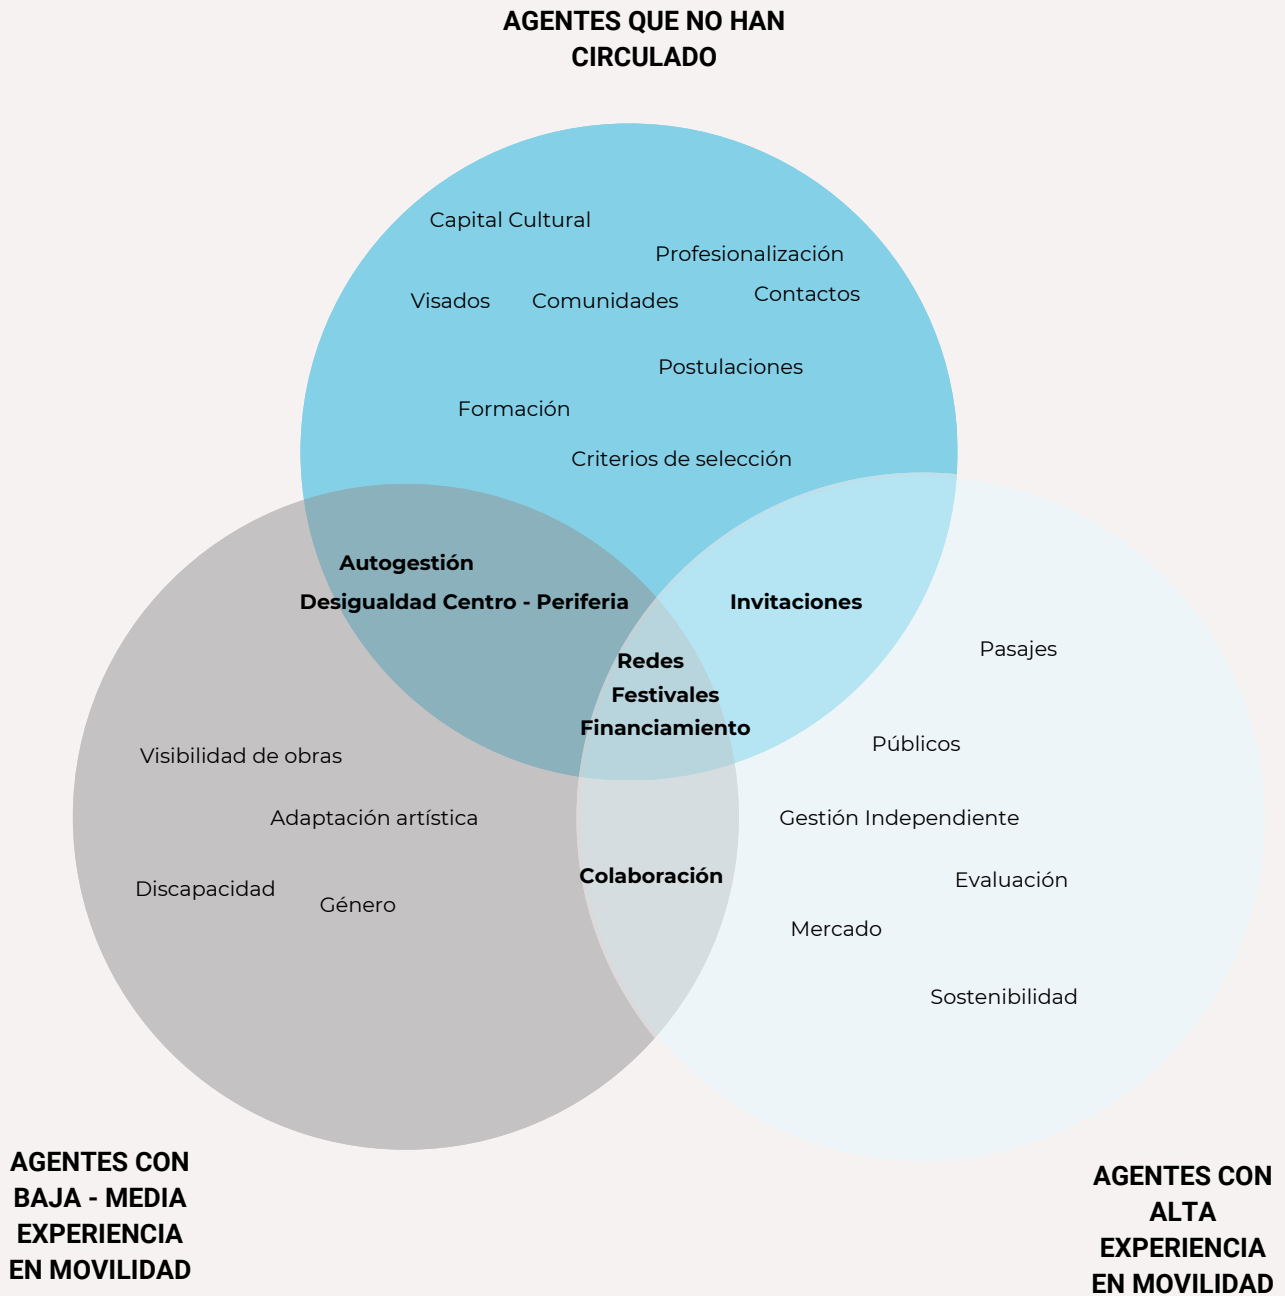 AGENTES QUE NO HAN
CIRCULADO
Capital Cultural
Profesionalización
Visados
Comunidades
Contactos
Postulaciones
Formación
Criterios de selección
Autogestión
Desigualdad Centro - Periferia
Invitaciones
Redes
Festivales
Financiamiento
Pasajes
Públicos
Visibilidad de obras
Adaptación artística
Gestión Independiente
Discapacidad
Género
Colaboración
Evaluación
Mercado
Sostenibilidad
AGENTES CON
BAJA - MEDIA
EXPERIENCIA
EN MOVILIDAD
AGENTES CON
ALTA
EXPERIENCIA
EN MOVILIDAD